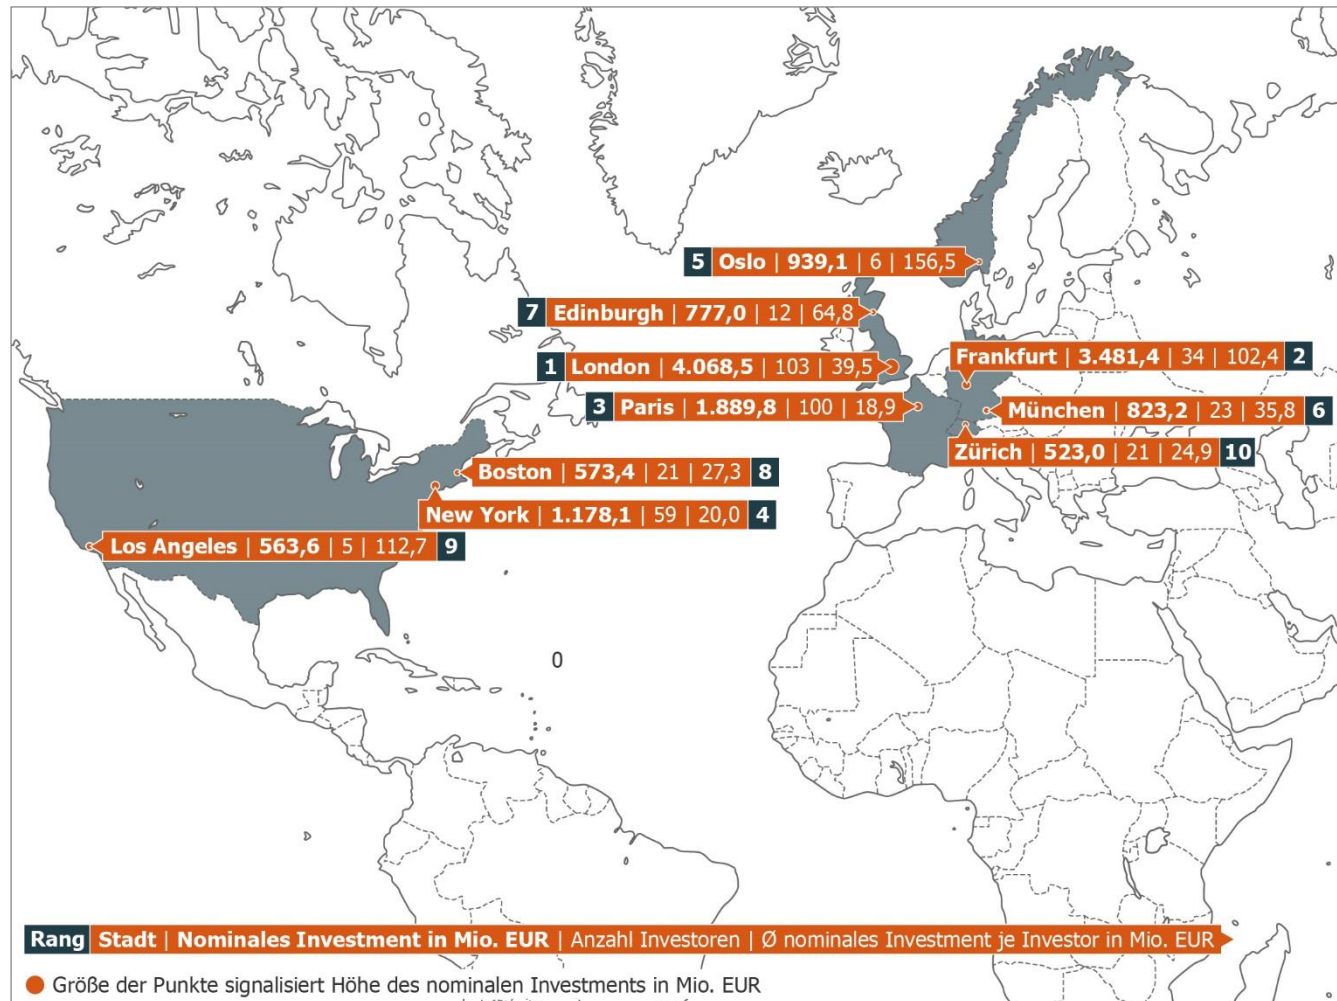 5 Oslo | 939,1 | 6 | 156,5
7 Edinburgh | 777,0 | 12 | 64,8
1 London | 4.068,5 | 103 | 39,5
Frankfurt | 3.481,4 | 34 | 102,4 2
3 Paris | 1.889,8 | 100 | 18,9
München | 823,2 | 23 | 35,8 6
Zürich | 523,0 | 21 | 24,9 10
Boston | 573,4 | 21 | 27,3 8
New York | 1.178,1 | 59 | 20,0 4
Los Angeles | 563,6 | 5 | 112,7 9
0
Rang Stadt | Nominales Investment in Mio. EUR | Anzahl Investoren | Ø nominales Investment je Investor in Mio. EUR
Größe der Punkte signalisiert Höhe des nominalen Investments in Mio. EUR